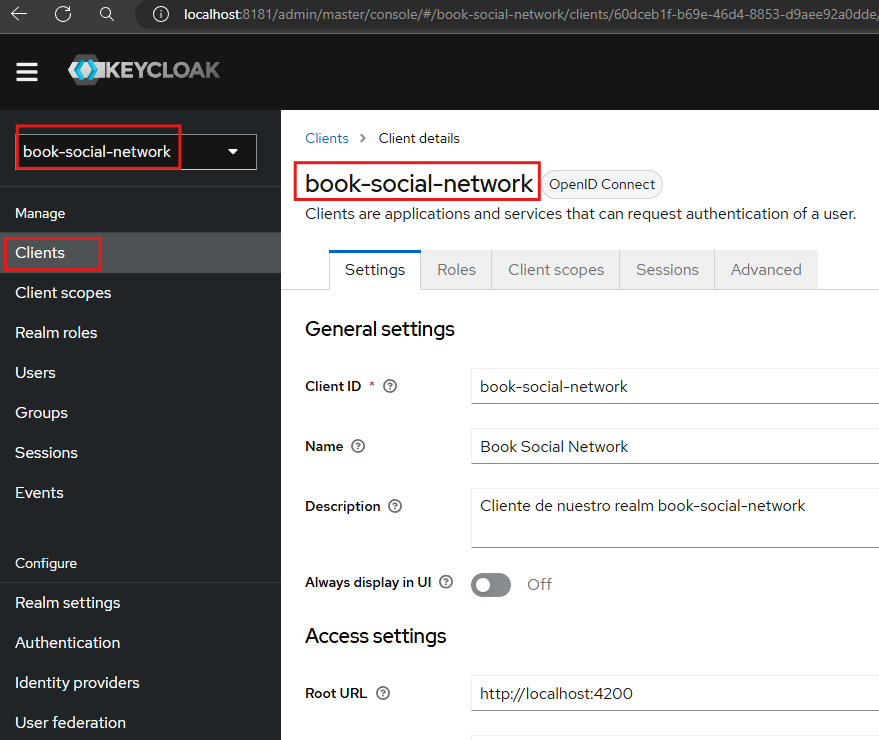 localhost:8181/admin/master/console/#/book-social-network/clients/60dceb1f-b69e-46d4-8853-d9aee92a0dde/
KEYCLOAK
book-social-network
Manage
Clients
Client scopes
Realm roles
Users
Groups
Sessions
Events
Configure
Realm settings
Authentication
Identity providers
User federation
Clients > Client details
book-social-network OpenID Connect
Clients are applications and services that can request authentication of a user.
Settings Roles Client scopes Sessions Advanced
General settings
Client ID * book-social-network
Name Book Social Network
Description Cliente de nuestro realm book-social-network
Always display in UI Off
Access settings
Root URL http://localhost:4200